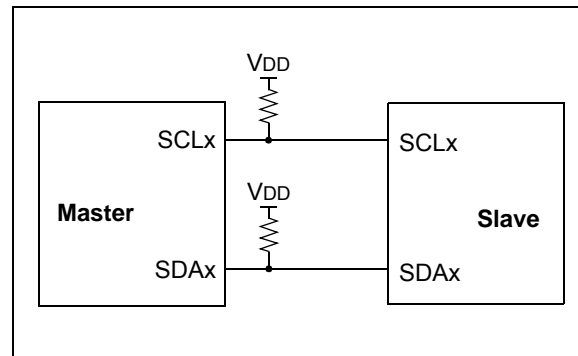 VDD
SCLx
SCLx
Master
VDD
Slave
SDAx
SDAx